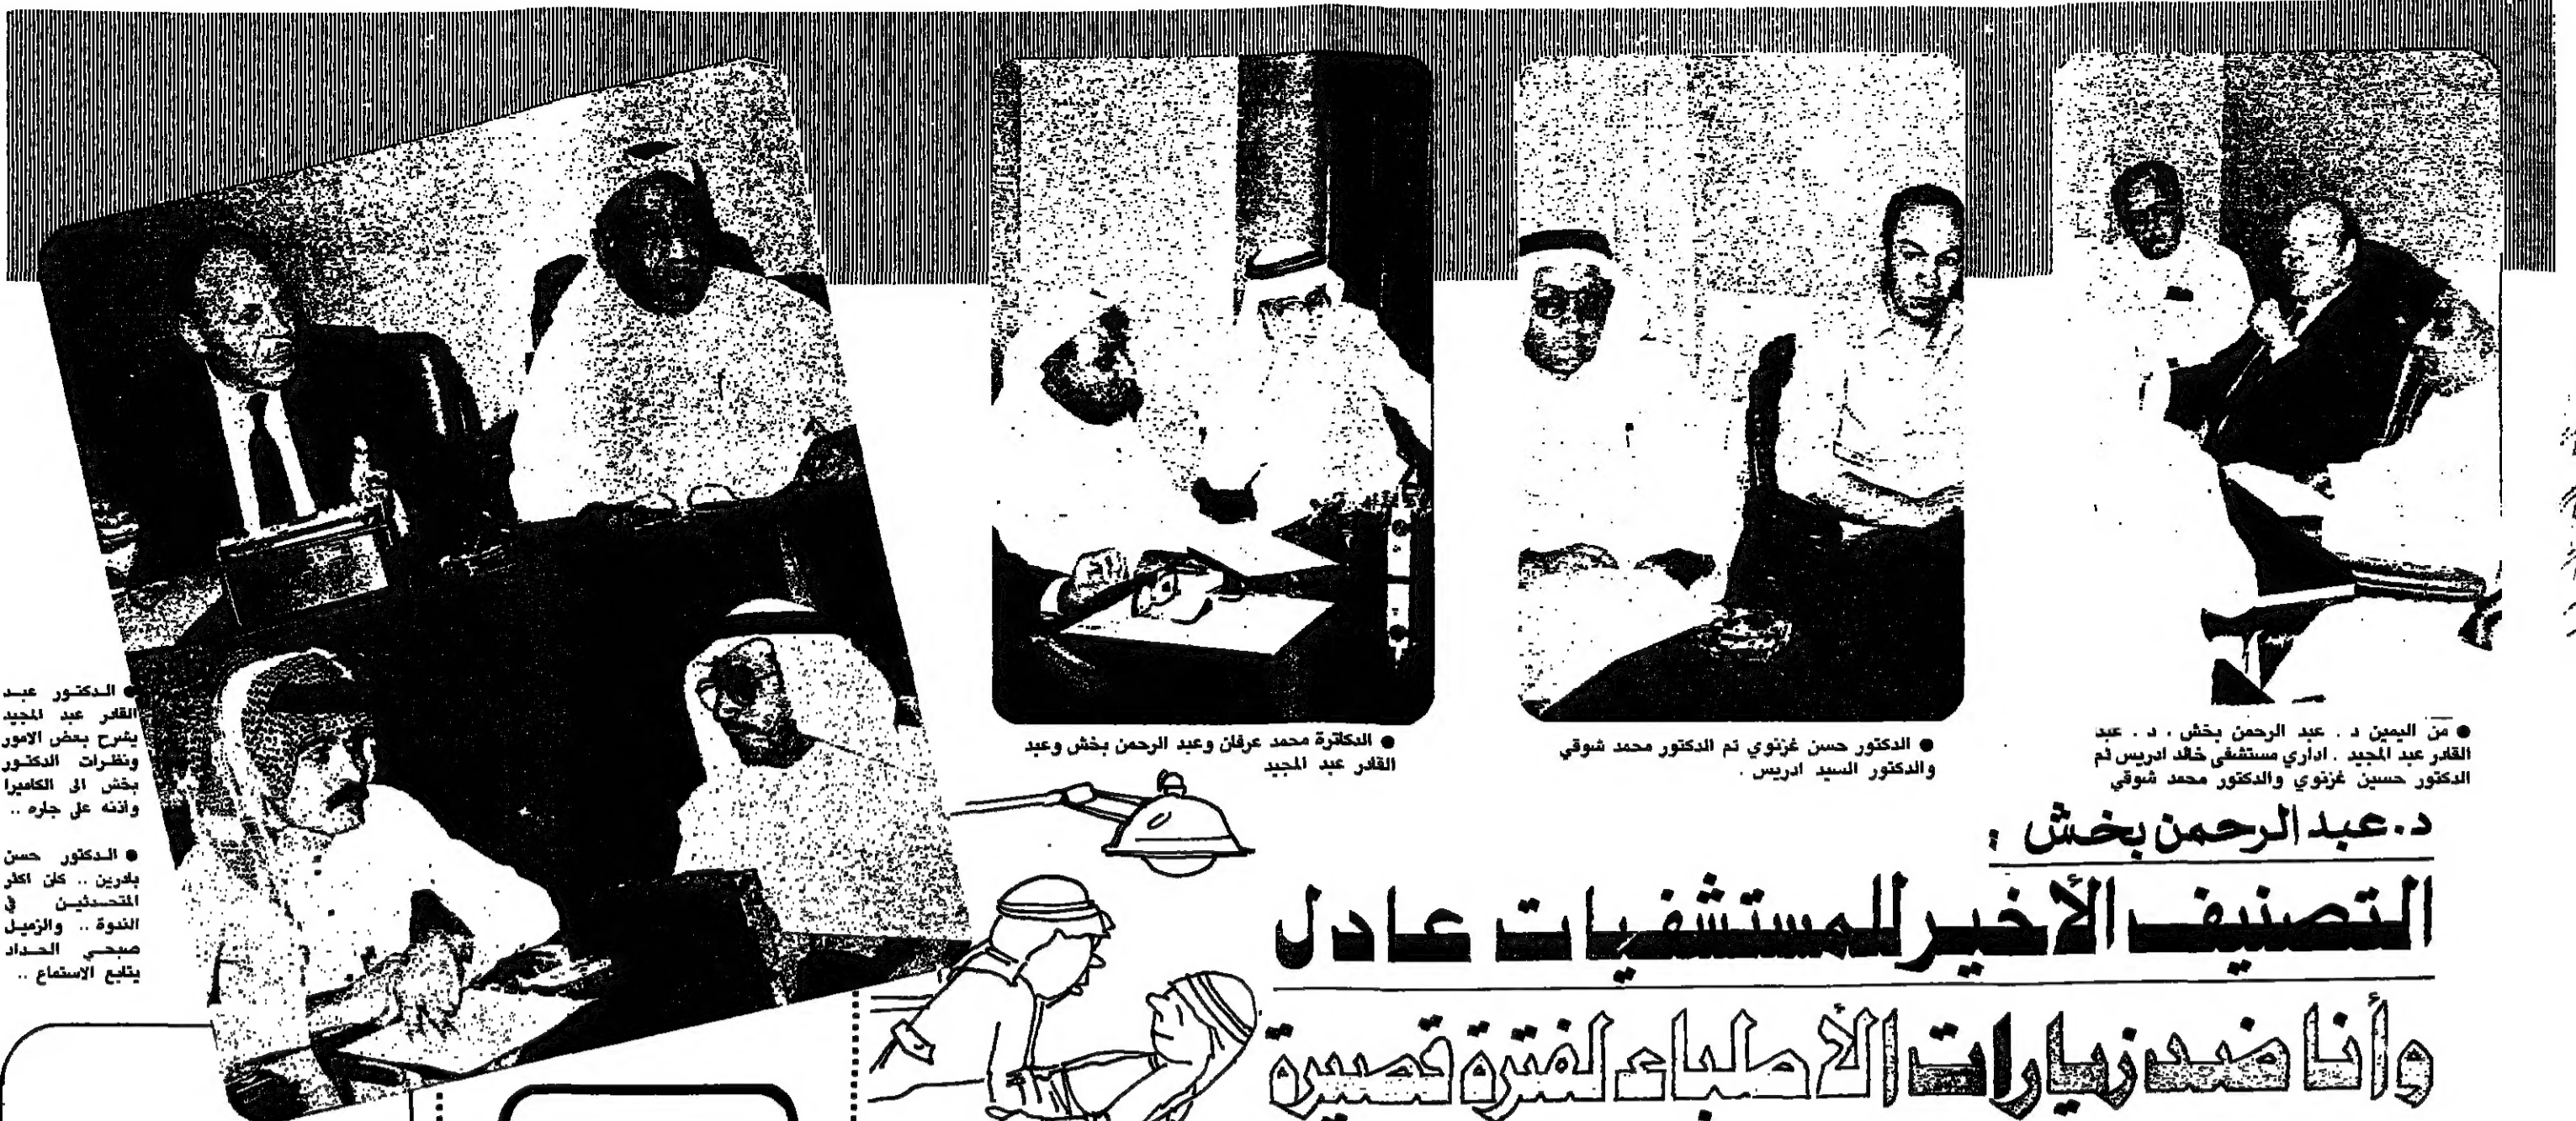 ● من اليمين د . عبد الرحمن بخش ، د . عبد
القادر عبد المجيد . اداري مستشفى خالد ادريس ثم
الدكتور حسين غزنوي والدكتور محمد شوقي
● الدكتور حسن غزنوي ثم الدكتور محمد شوقي
والدكتور السيد ادريس .
● الدكاترة محمد عرفان وعبد الرحمن بخش وعبد
القادر عبد المجيد
● الدكتور عبد
القادر عبد المجيد
يشرح بعض الامور
ونظرات الدكتور
بخش الى الكاميرا
واذنه على جاره ..
● الدكتور حسن
بادرين .. كان اكثر
المتحدثين في
الندوة .. والزميل
صبحي الحداد
يتابع الاستماع ..
د. عبد الرحمن بخش :
التصنيف الأخير للمستشفيات عادل
وأنا ضد زيارات الأطباء لفترة قصيرة